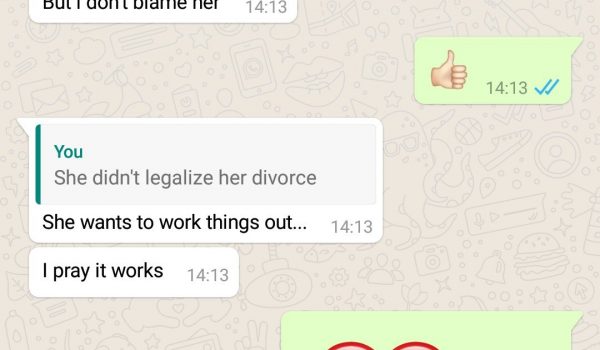 But I don't blame her 14:13
👍🏻 14:13
You
She didn't legalize her divorce
She wants to work things out... 14:13
I pray it works 14:13